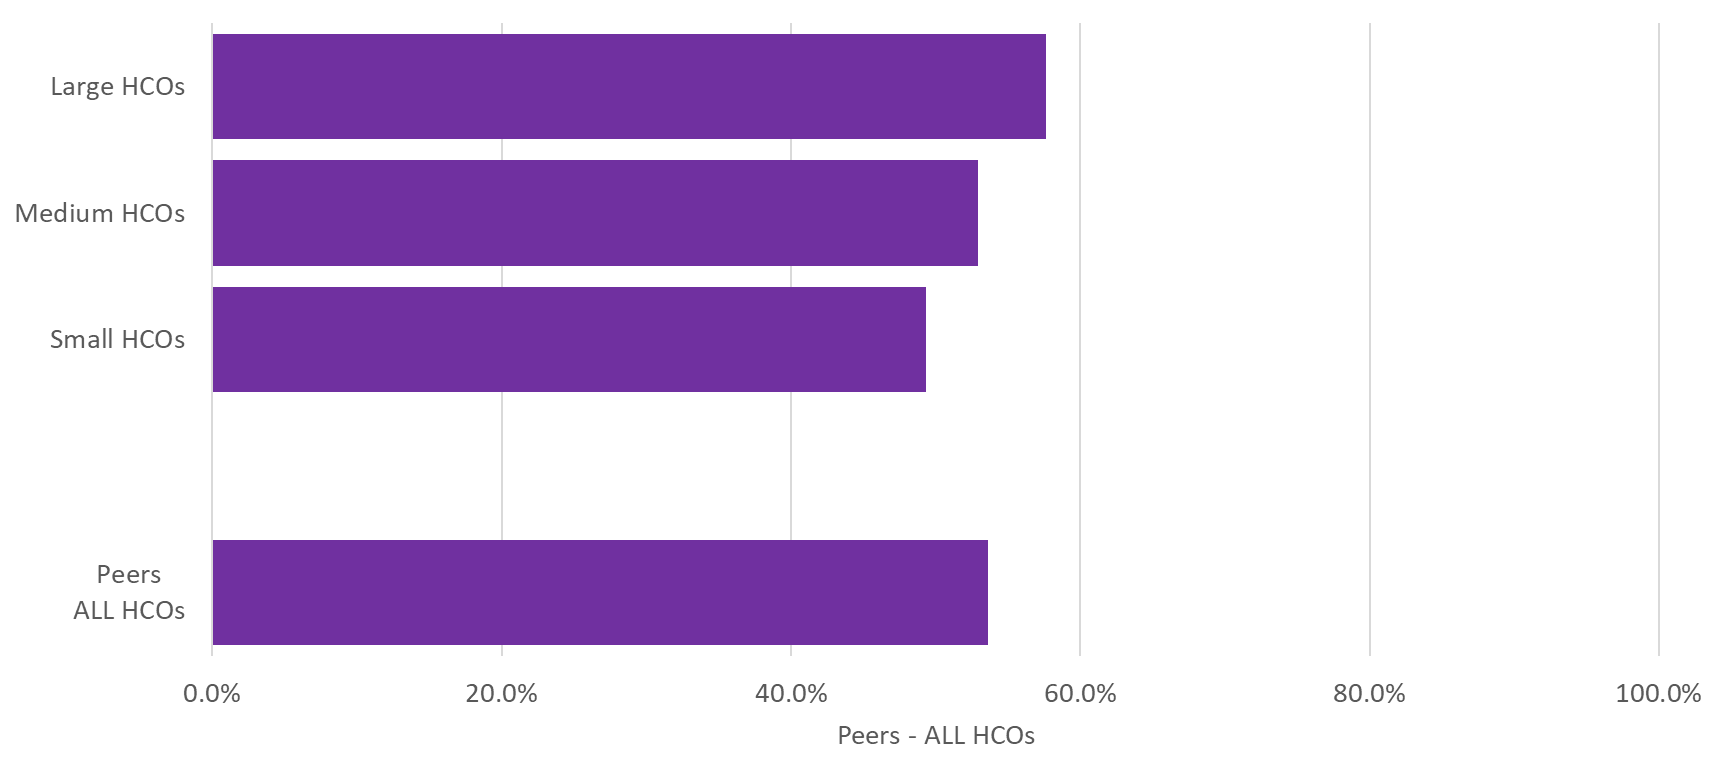 Large HCOs
Medium HCOs
Small HCOs
Peers
ALL HCOs
0.0% 20.0% 40.0% 60.0% 80.0% 100.0%
Peers - ALL HCOs